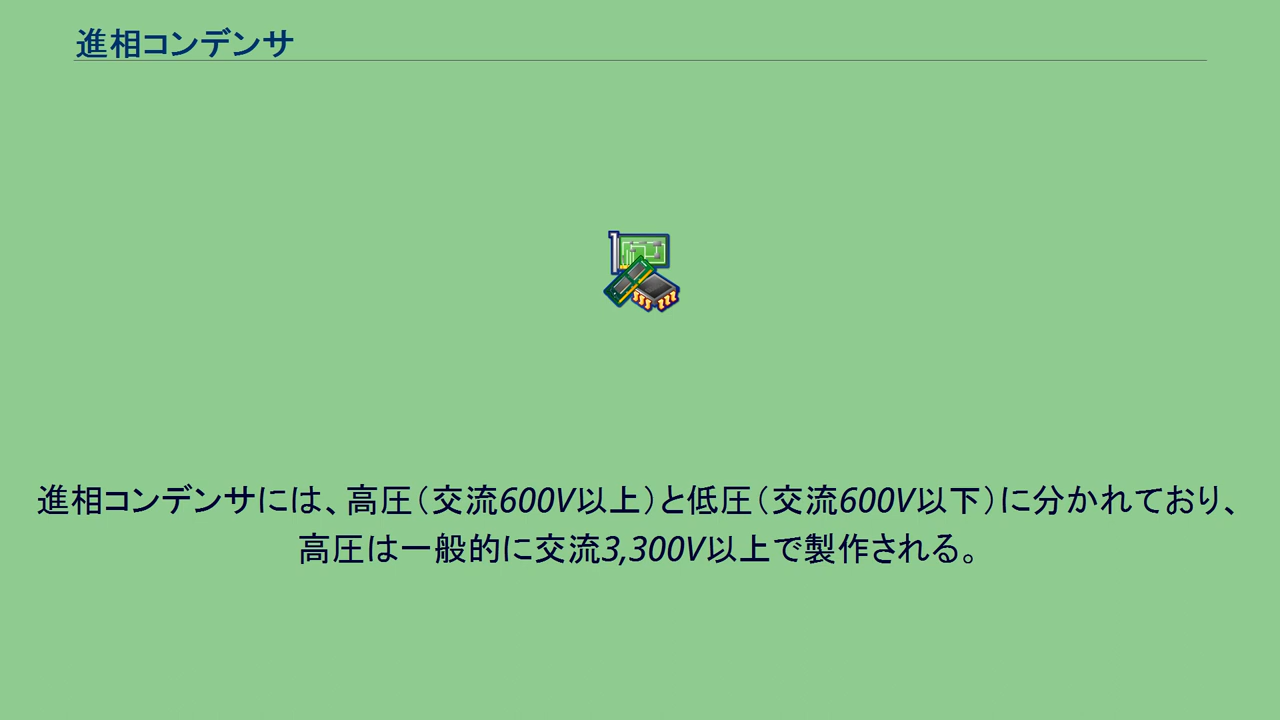 進相コンデンサ
進相コンデンサには、高圧（交流600V以上）と低圧（交流600V以下）に分かれており、
高圧は一般的に交流3,300V以上で製作される。